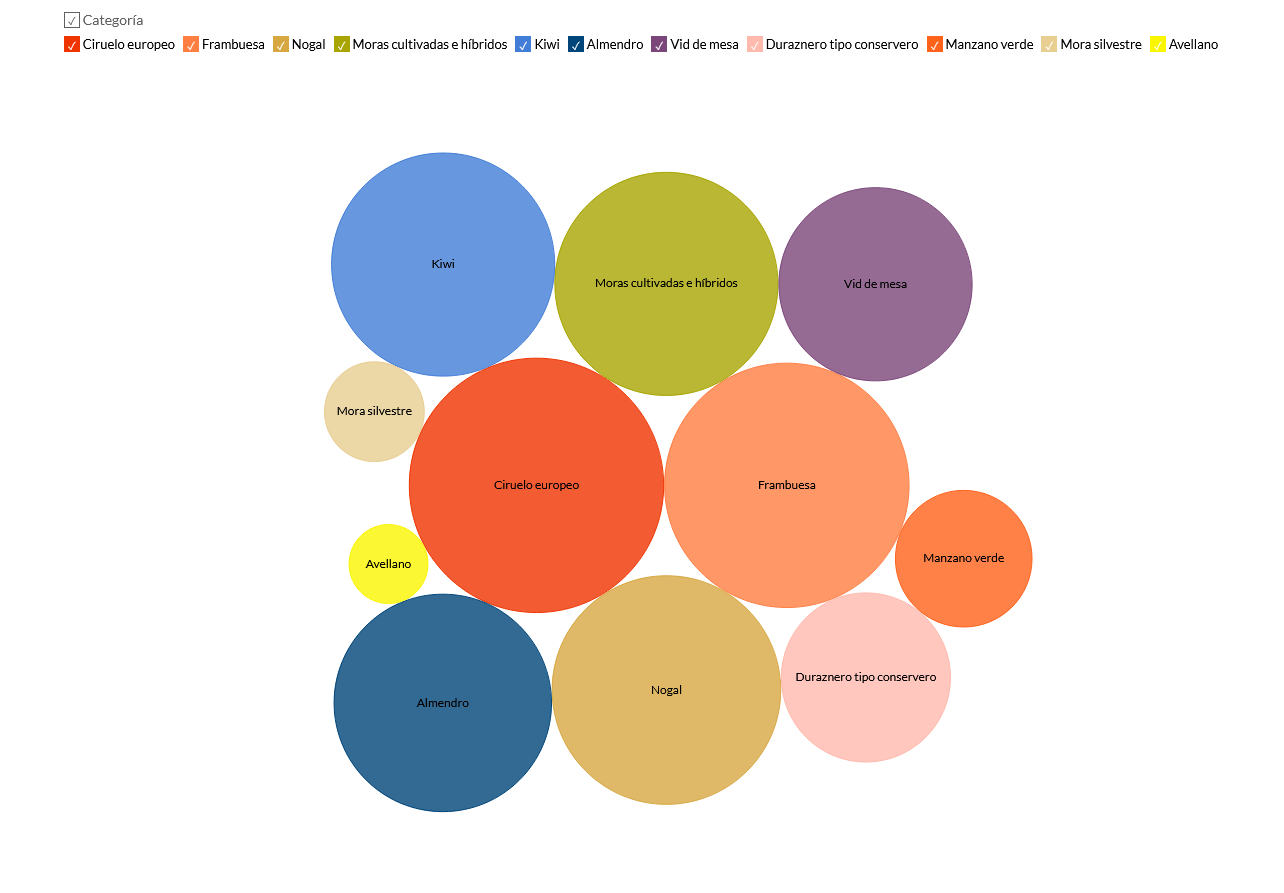 Categoría
Ciruelo europeo Frambuesa Nogal Moras cultivadas e híbridos Kiwi Almendro Vid de mesa Duraznero tipo conservero Manzano verde Mora silvestre Avellano
Kiwi
Moras cultivadas e híbridos
Vid de mesa
Mora silvestre
Ciruelo europeo
Frambuesa
Avellano
Manzano verde
Almendro
Nogal
Duraznero tipo conservero